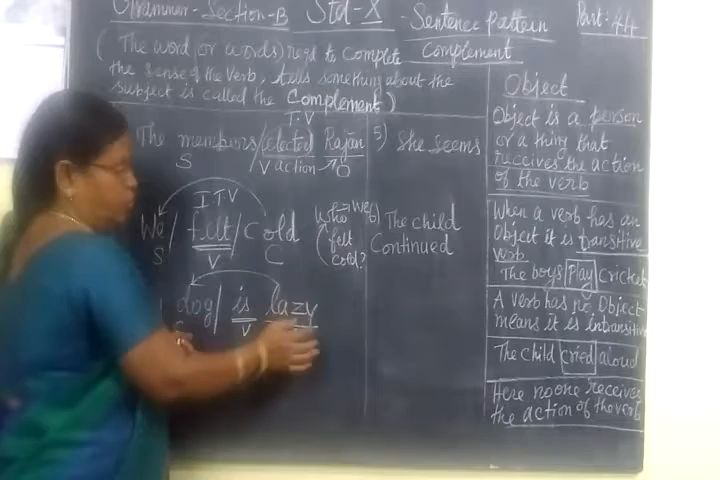 Grammar - Section-B Std-X - Sentence pattern Part: 44
Complement
( The word (or words) reqd to complete
the sense of the verb, tells something about the
subject is called the Complement )
T.V
The members / elected Rajan
S V action → O
I T V
We / felt / cold
S V C
Who → We
felt
cold?
Dog / is lazy
S V
5) She seems
6) The child
Continued
Object
Object is a person
or a thing that
receives the action
of the verb
When a verb has an
Object it is transitive
verb
The boys play cricket
A verb has no Object
means it is intransitive
The child cried aloud
Here no one receives
the action of the verb